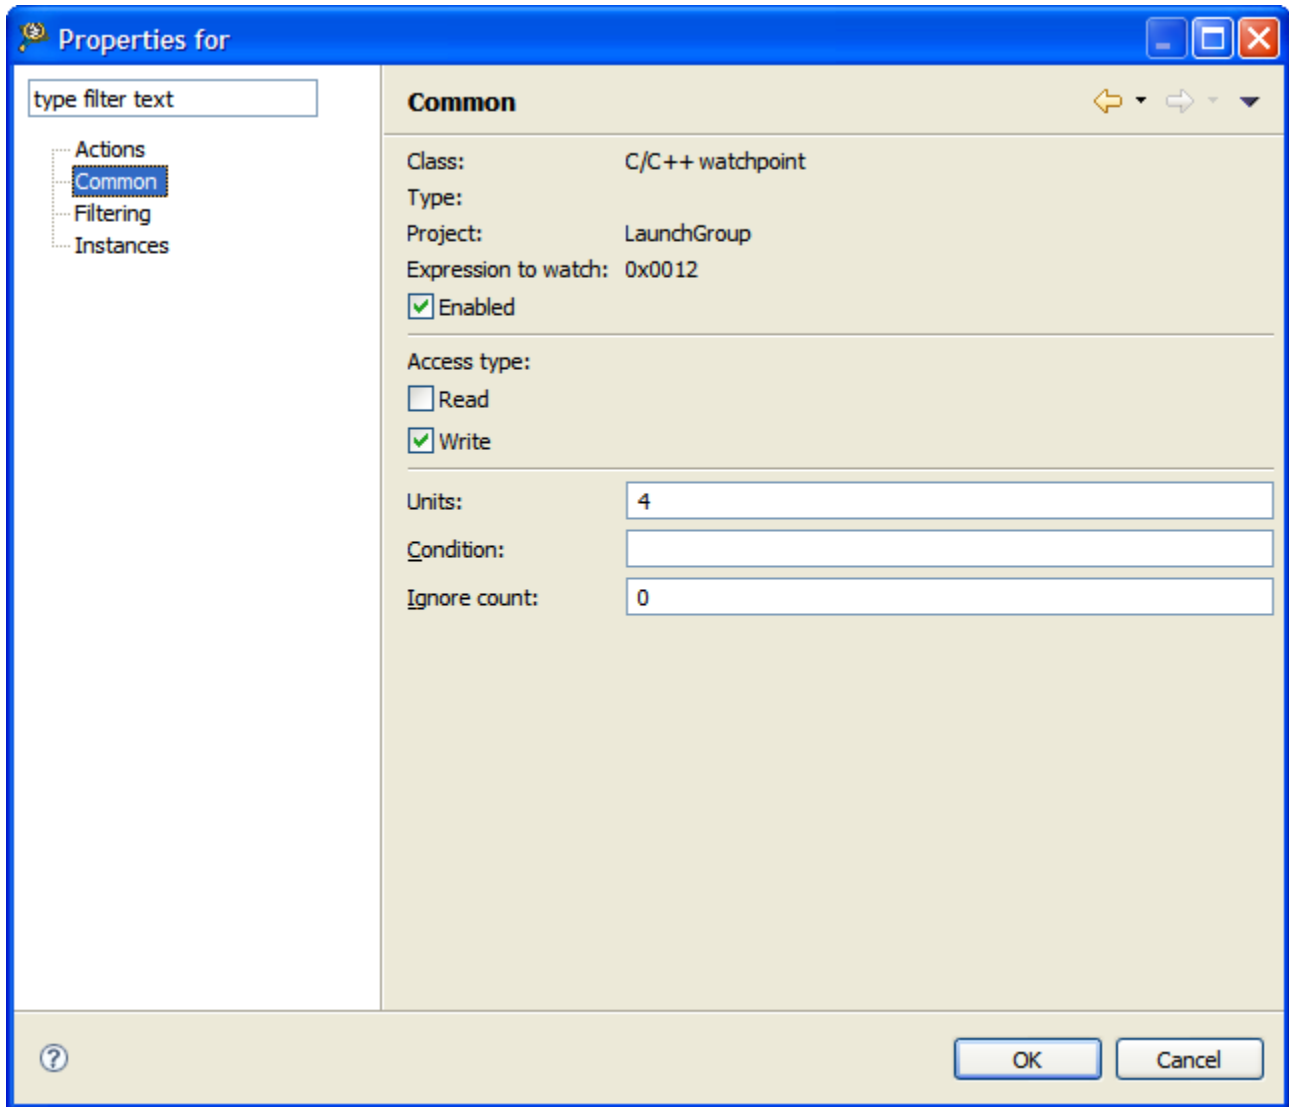 Properties for
type filter text
Actions
Common
Filtering
Instances
Common
Class: C/C++ watchpoint
Type:
Project: LaunchGroup
Expression to watch: 0x0012
Enabled
Access type:
Read
Write
Units: 4
Condition:
Ignore count: 0
?
OK Cancel